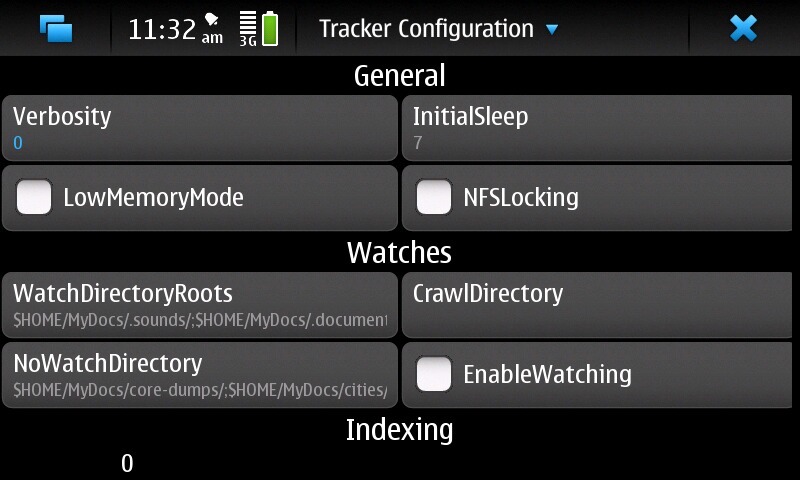 11:32 am 3G Tracker Configuration
General
Verbosity
0
InitialSleep
7
LowMemoryMode
NFSLocking
Watches
WatchDirectoryRoots
$HOME/MyDocs/.sounds/;$HOME/MyDocs/.document
CrawlDirectory
NoWatchDirectory
$HOME/MyDocs/core-dumps/;$HOME/MyDocs/cities/
EnableWatching
Indexing
0